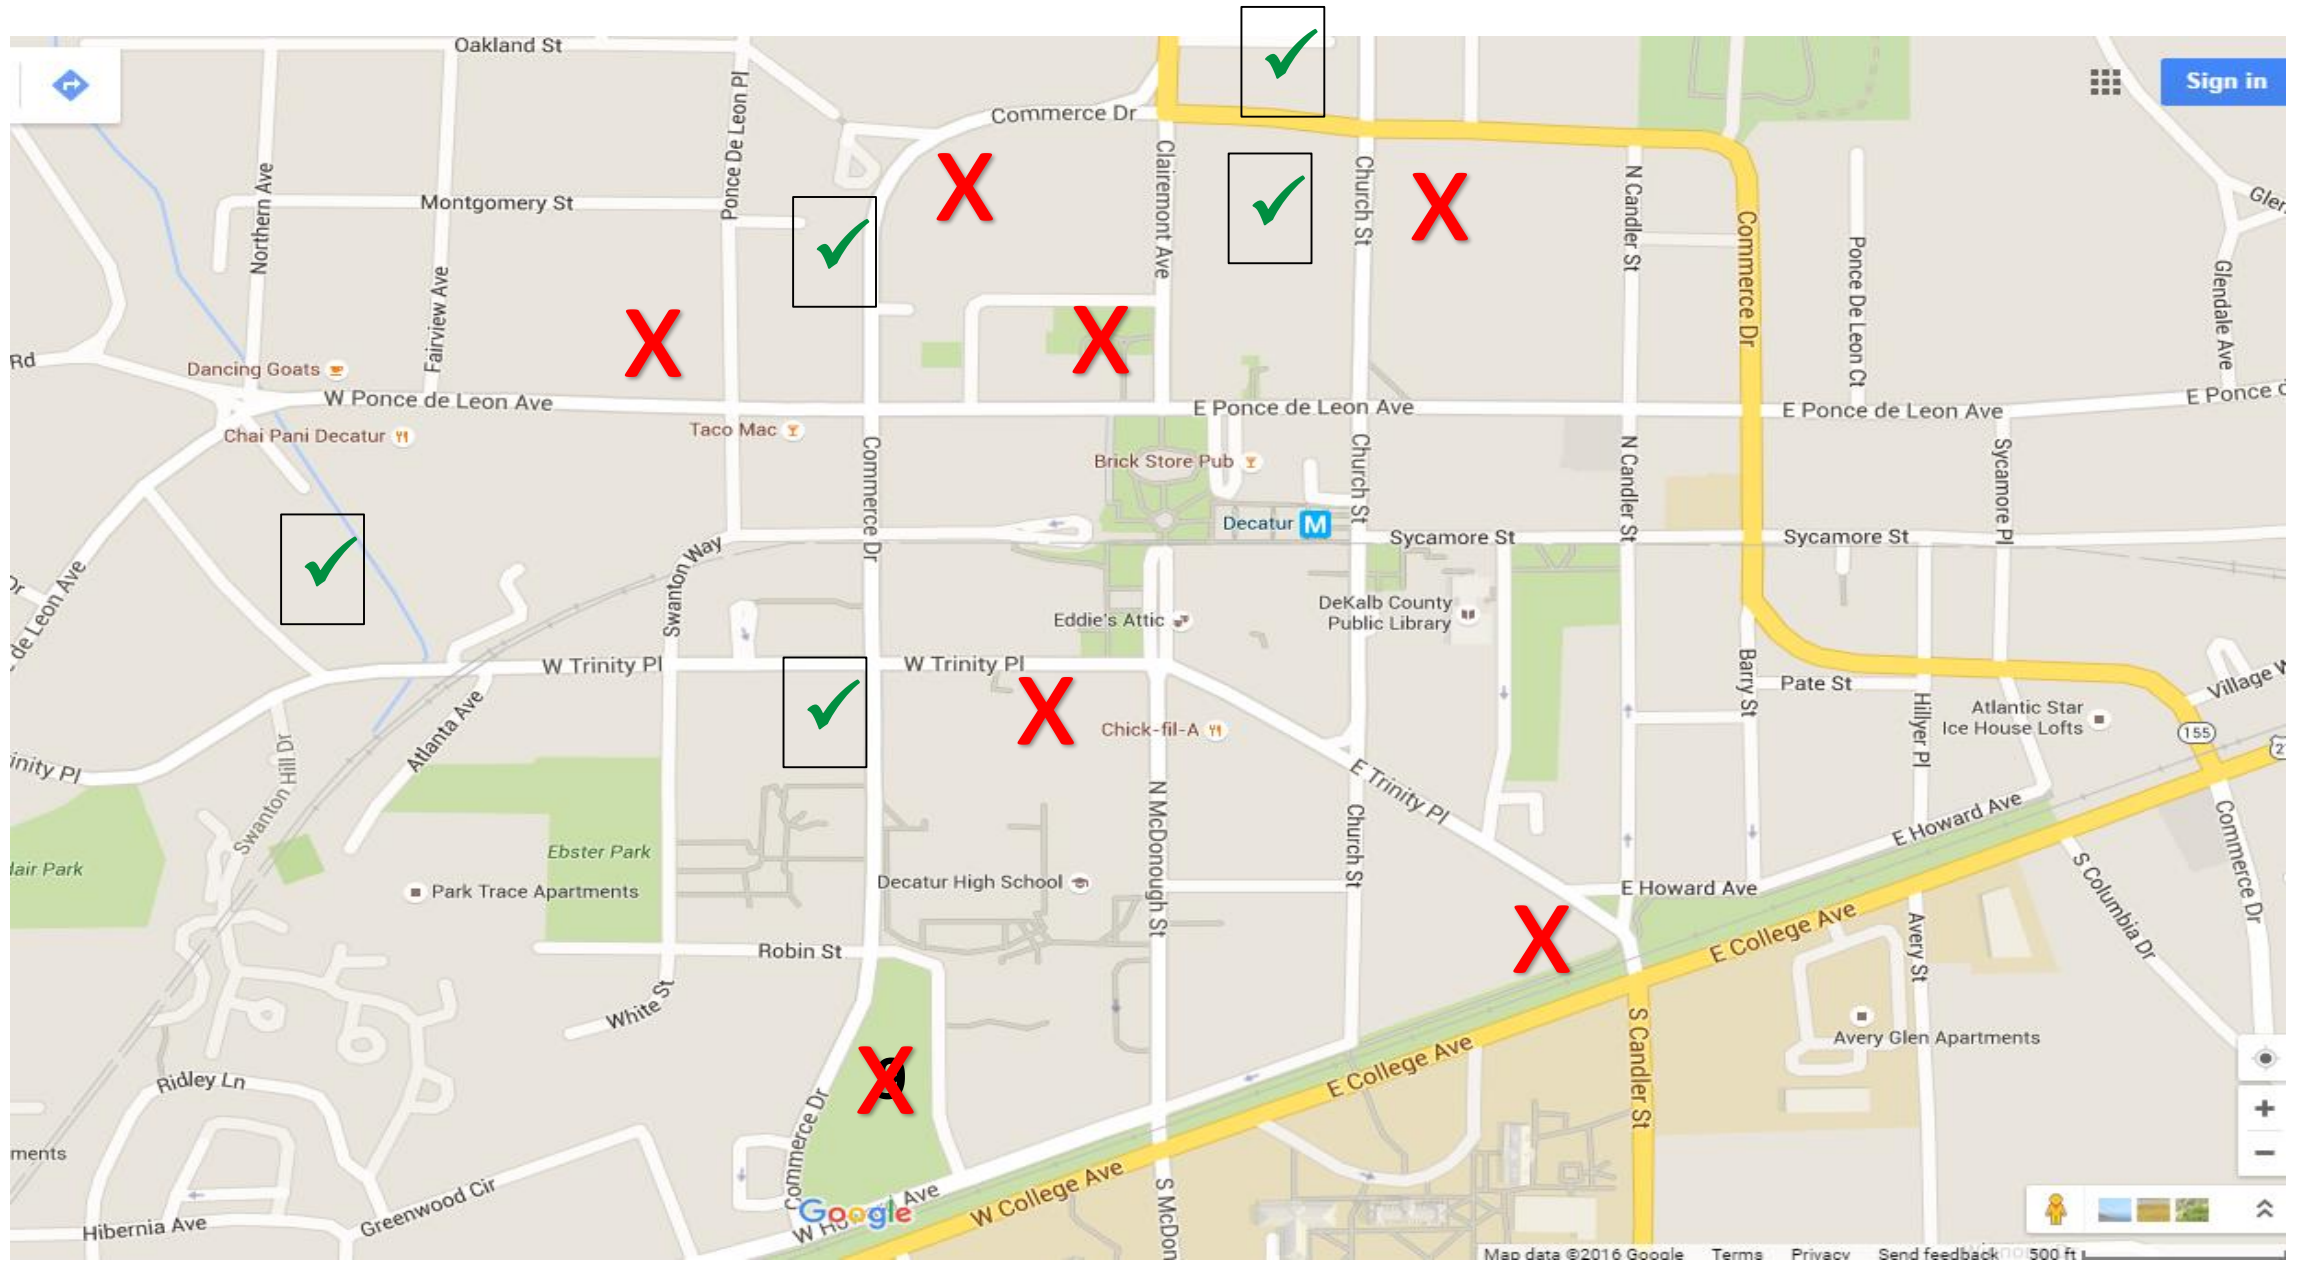 Oakland St
Sign in
Commerce Dr
Ponce De Leon Pl
Clairemont Ave
Church St
N Candler St
Northern Ave
Montgomery St
X
X
Commerce Dr
Ponce De Leon Ct
Glendale Ave
Fairview Ave
X
X
Rd
Dancing Goats
W Ponce de Leon Ave
E Ponce de Leon Ave
E Ponce de Leon Ave
E Ponce
Chai Pani Decatur
Taco Mac
Brick Store Pub
Commerce Dr
Church St
N Candler St
Sycamore Pl
Decatur M
Sycamore St
Sycamore St
Swanton Way
de Leon Ave
Eddie's Attic
DeKalb County
Public Library
W Trinity Pl
W Trinity Pl
Barry St
Pate St
Hillyer Pl
Village
Atlanta Ave
X
Chick-fil-A
Atlantic Star
Ice House Lofts
155
inity Pl
Swanton Hill Dr
N McDonough St
E Trinity Pl
Church St
E Howard Ave
Commerce Dr
Ebster Park
lair Park
Park Trace Apartments
Decatur High School
E Howard Ave
S Columbia Dr
Robin St
X
E College Ave
Avery St
White St
S Candler St
Avery Glen Apartments
Ridley Ln
X
E College Ave
Commerce Dr
ments
Hibernia Ave
Greenwood Cir
Google
Ave
W College Ave
S McDon
Map data ©2016 Google Terms Privacy Send feedback 500 ft